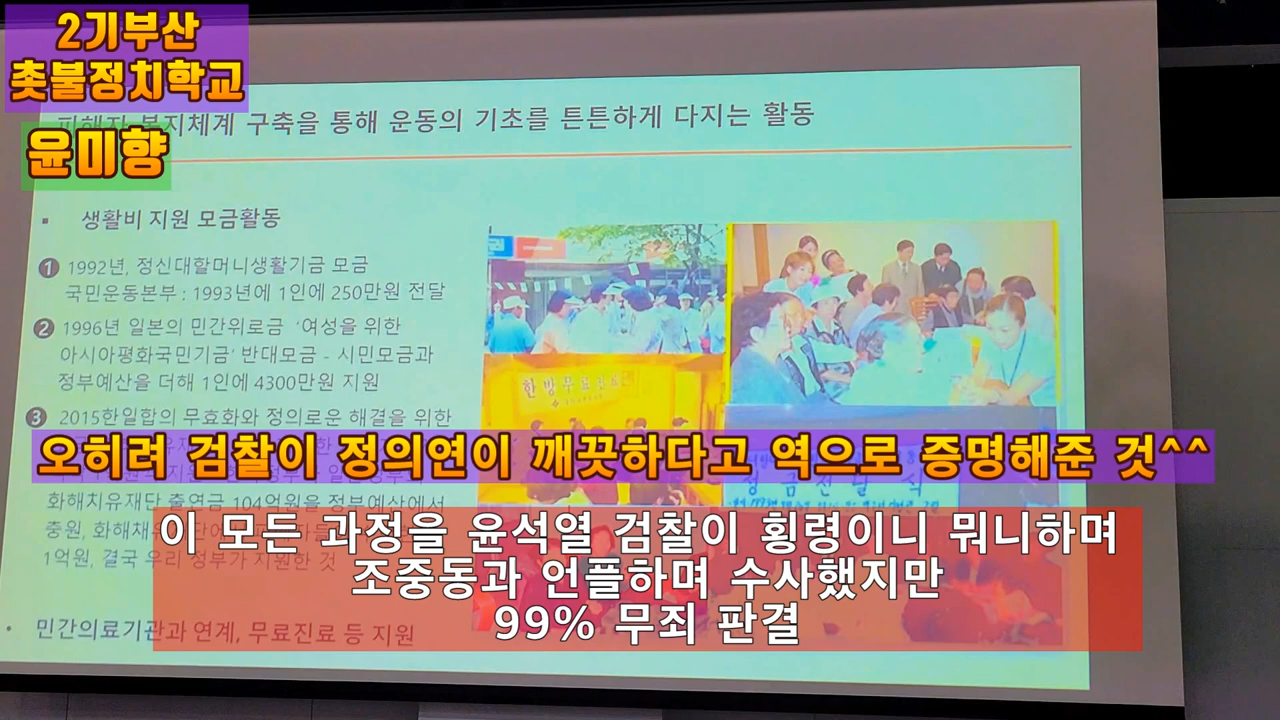 2기부산
촛불정치학교
윤미향
복지체계 구축을 통해 운동의 기초를 튼튼하게 다지는 활동
▪ 생활비 지원 모금활동
❶ 1992년, 정신대할머니생활기금 모금
국민운동본부 : 1993년에 1인에 250만원 전달
❷ 1996년 일본의 민간위로금 '여성을 위한
아시아평화국민기금' 반대모금 - 시민모금과
정부예산을 더해 1인에 4300만원 지원
❸ 2015한일합의 무효화와 정의로운 해결을 위한
오히려 검찰이 정의연이 깨끗하다고 역으로 증명해준 것^^
화해치유재단 출연금 104억원을 정부예산에서
충원, 화해
1억원, 결국 우리 정부가 지원한 것
이 모든 과정을 윤석열 검찰이 횡령이니 뭐니하며
조중동과 언플하며 수사했지만
99% 무죄 판결
• 민간의료기관과 연계, 무료진료 등 지원
한방무료진료
금 전 달 식